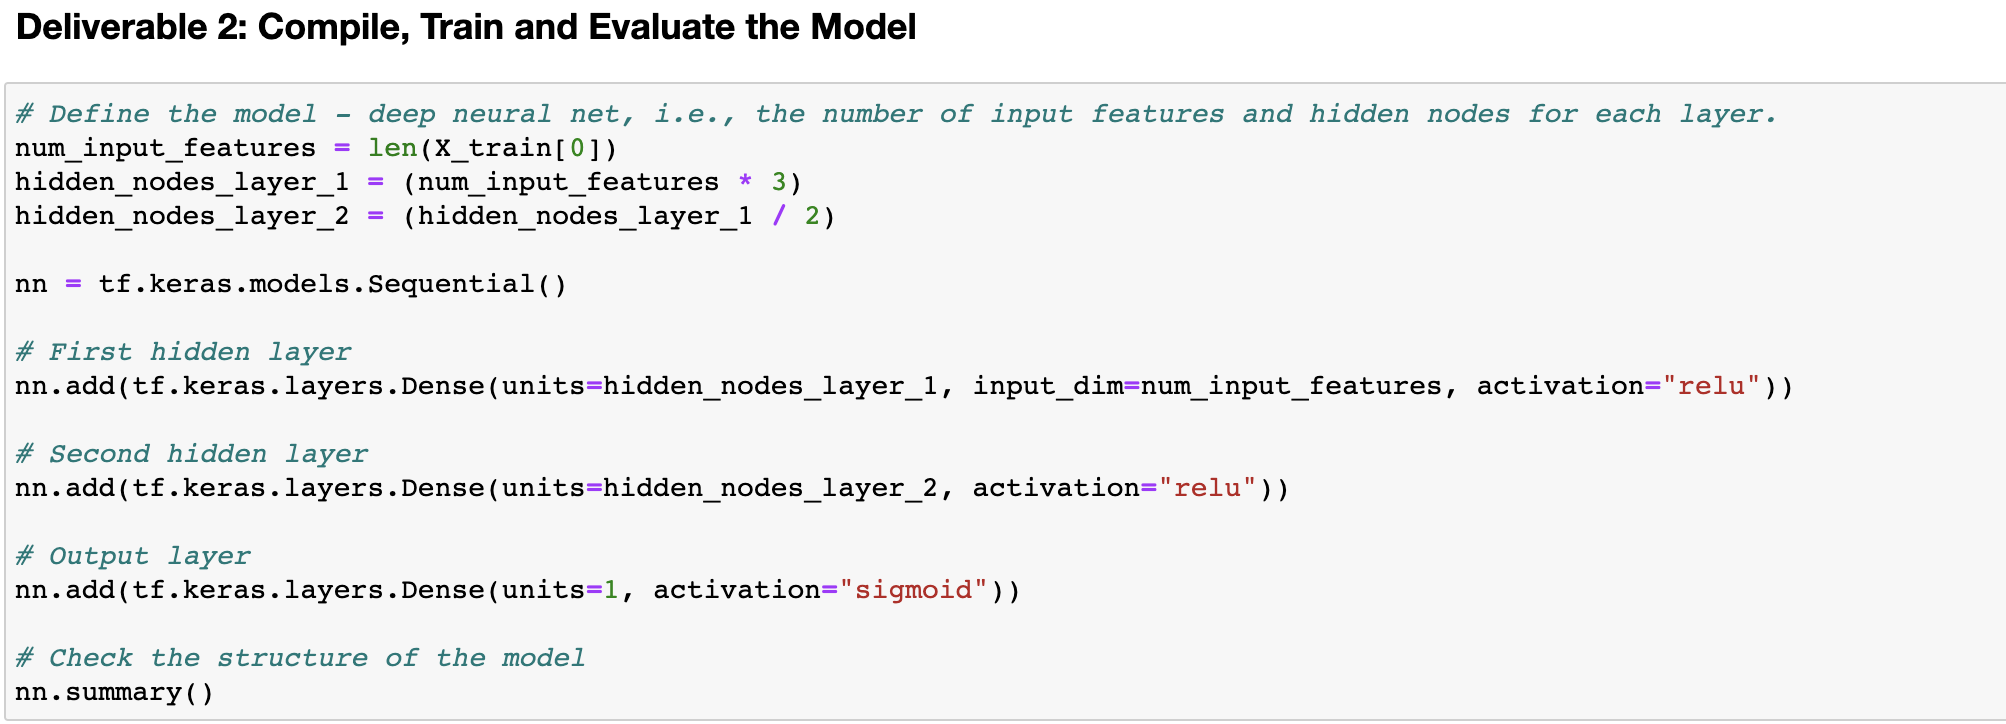 Deliverable 2: Compile, Train and Evaluate the Model
# Define the model - deep neural net, i.e., the number of input features and hidden nodes for each layer.
num_input_features = len(X_train[0])
hidden_nodes_layer_1 = (num_input_features * 3)
hidden_nodes_layer_2 = (hidden_nodes_layer_1 / 2)
nn = tf.keras.models.Sequential()
# First hidden layer
nn.add(tf.keras.layers.Dense(units=hidden_nodes_layer_1, input_dim=num_input_features, activation="relu"))
# Second hidden layer
nn.add(tf.keras.layers.Dense(units=hidden_nodes_layer_2, activation="relu"))
# Output layer
nn.add(tf.keras.layers.Dense(units=1, activation="sigmoid"))
# Check the structure of the model
nn.summary()